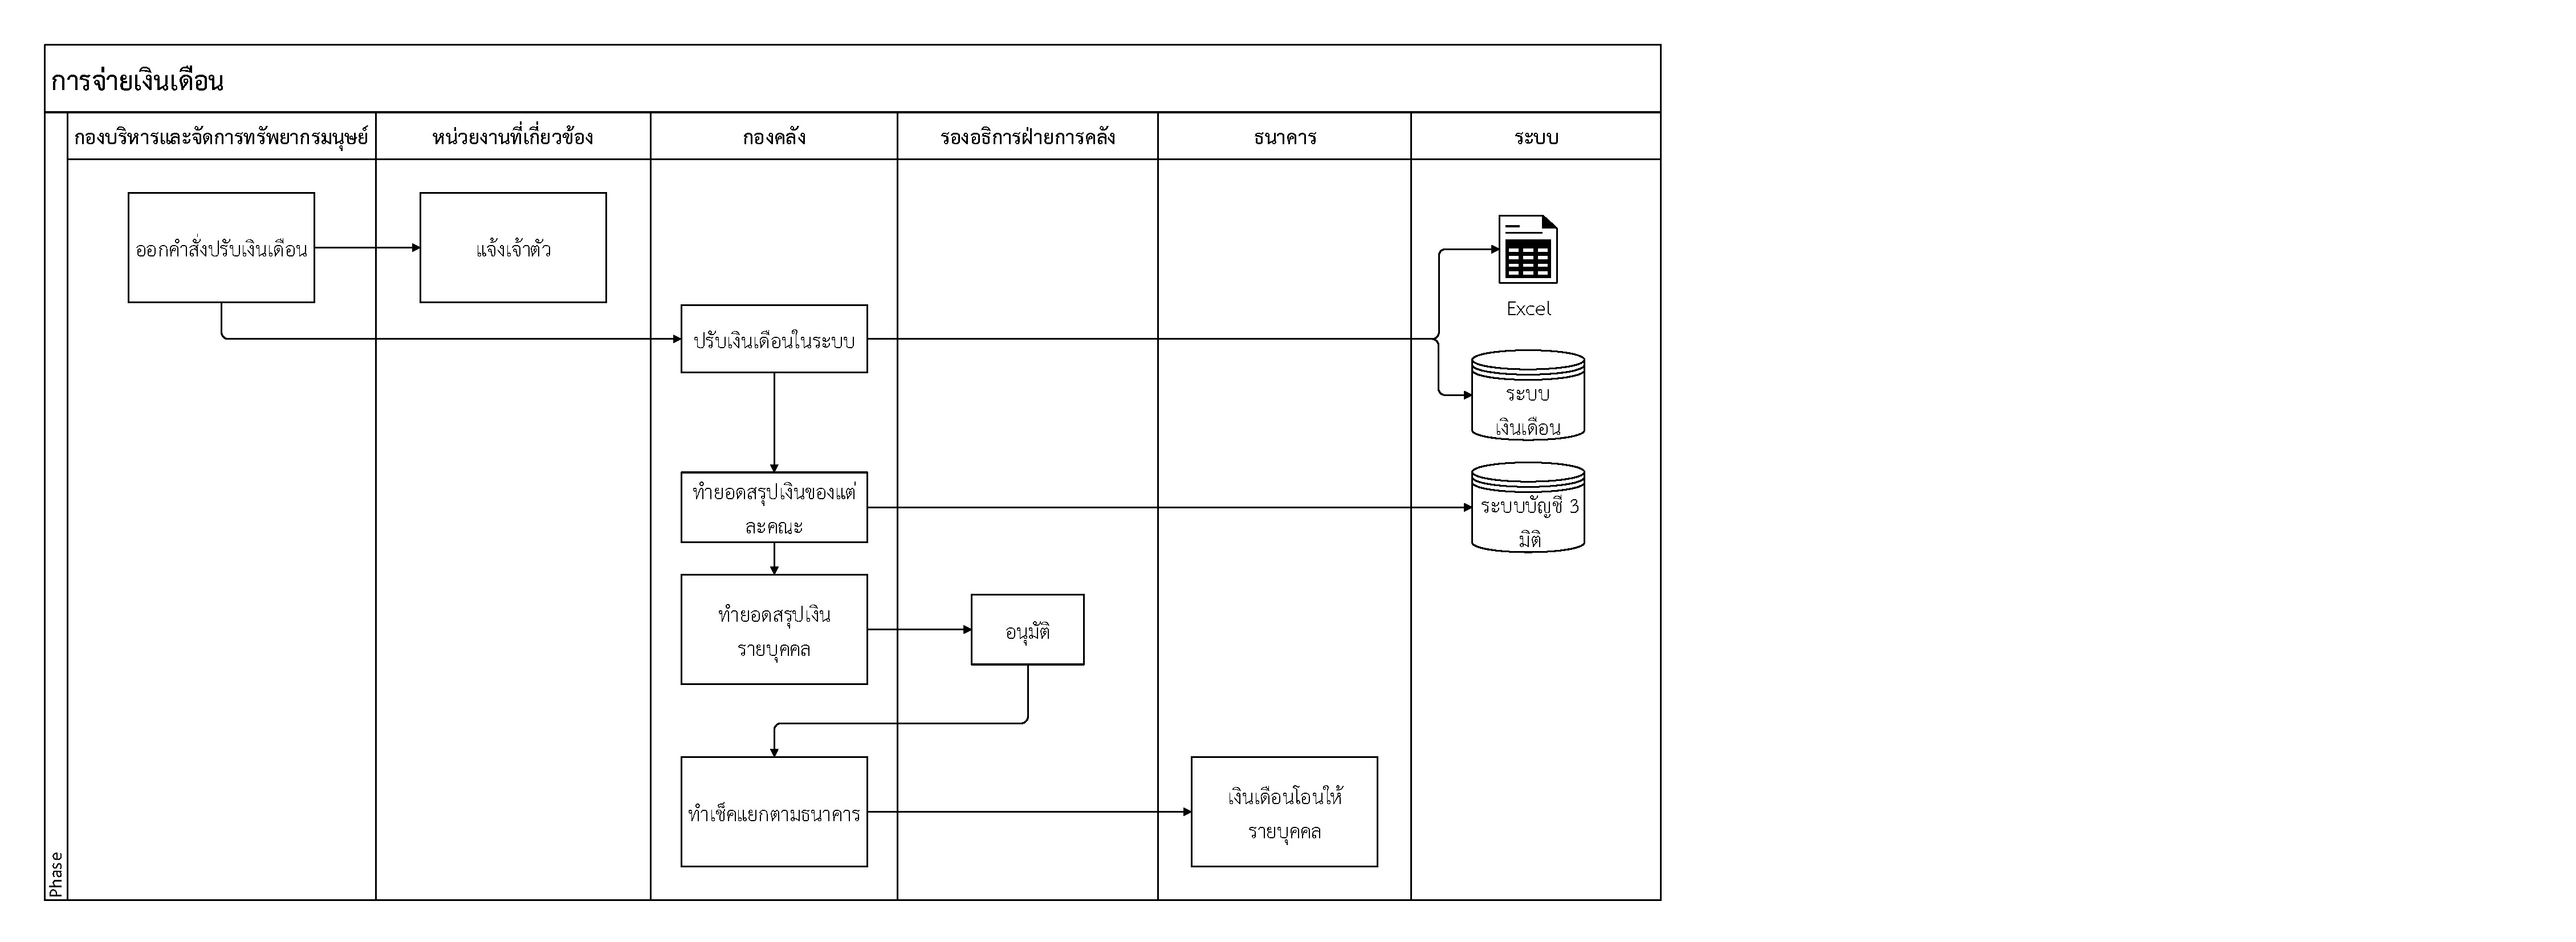 การจ่ายเงินเดือน
กองบริหารและจัดการทรัพยากรมนุษย์
หน่วยงานที่เกี่ยวข้อง
กองคลัง
รองอธิการฝ่ายการคลัง
ธนาคาร
ระบบ
ออกคำสั่งปรับเงินเดือน
แจ้งเจ้าตัว
Excel
ปรับเงินเดือนในระบบ
ระบบ
เงินเดือน
ทำยอดสรุปเงินของแต่
ละคณะ
ระบบบัญชี 3
มิติ
ทำยอดสรุปเงิน
รายบุคคล
อนุมัติ
ทำเช็คแยกตามธนาคาร
เงินเดือนโอนให้
รายบุคคล
Phase